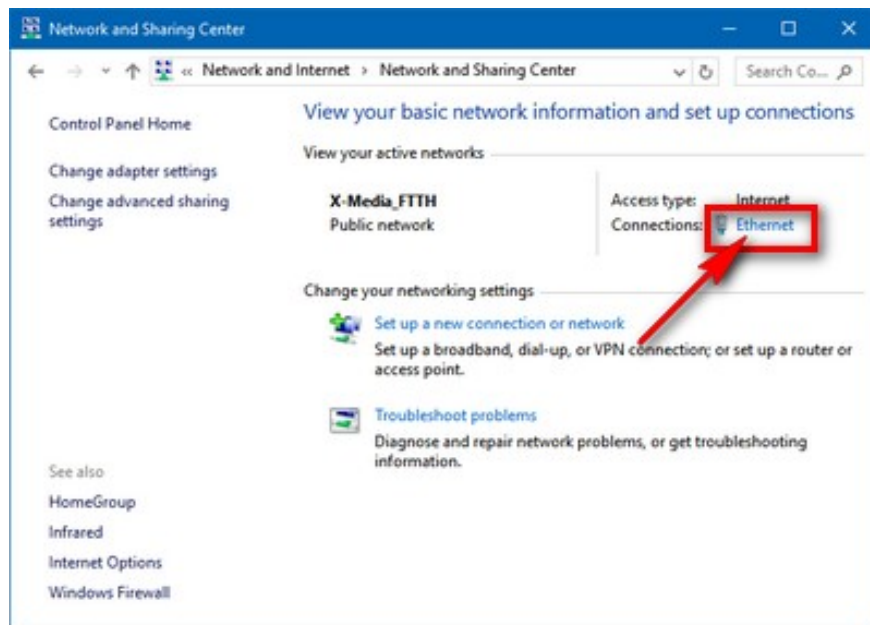 Network and Sharing Center
« Network and Internet > Network and Sharing Center
Search Co...
Control Panel Home
Change adapter settings
Change advanced sharing
settings
View your basic network information and set up connections
View your active networks
X-Media_FTTH
Public network
Access type: Internet
Connections: Ethernet
Change your networking settings
Set up a new connection or network
Set up a broadband, dial-up, or VPN connection; or set up a router or
access point.
Troubleshoot problems
Diagnose and repair network problems, or get troubleshooting
information.
See also
HomeGroup
Infrared
Internet Options
Windows Firewall